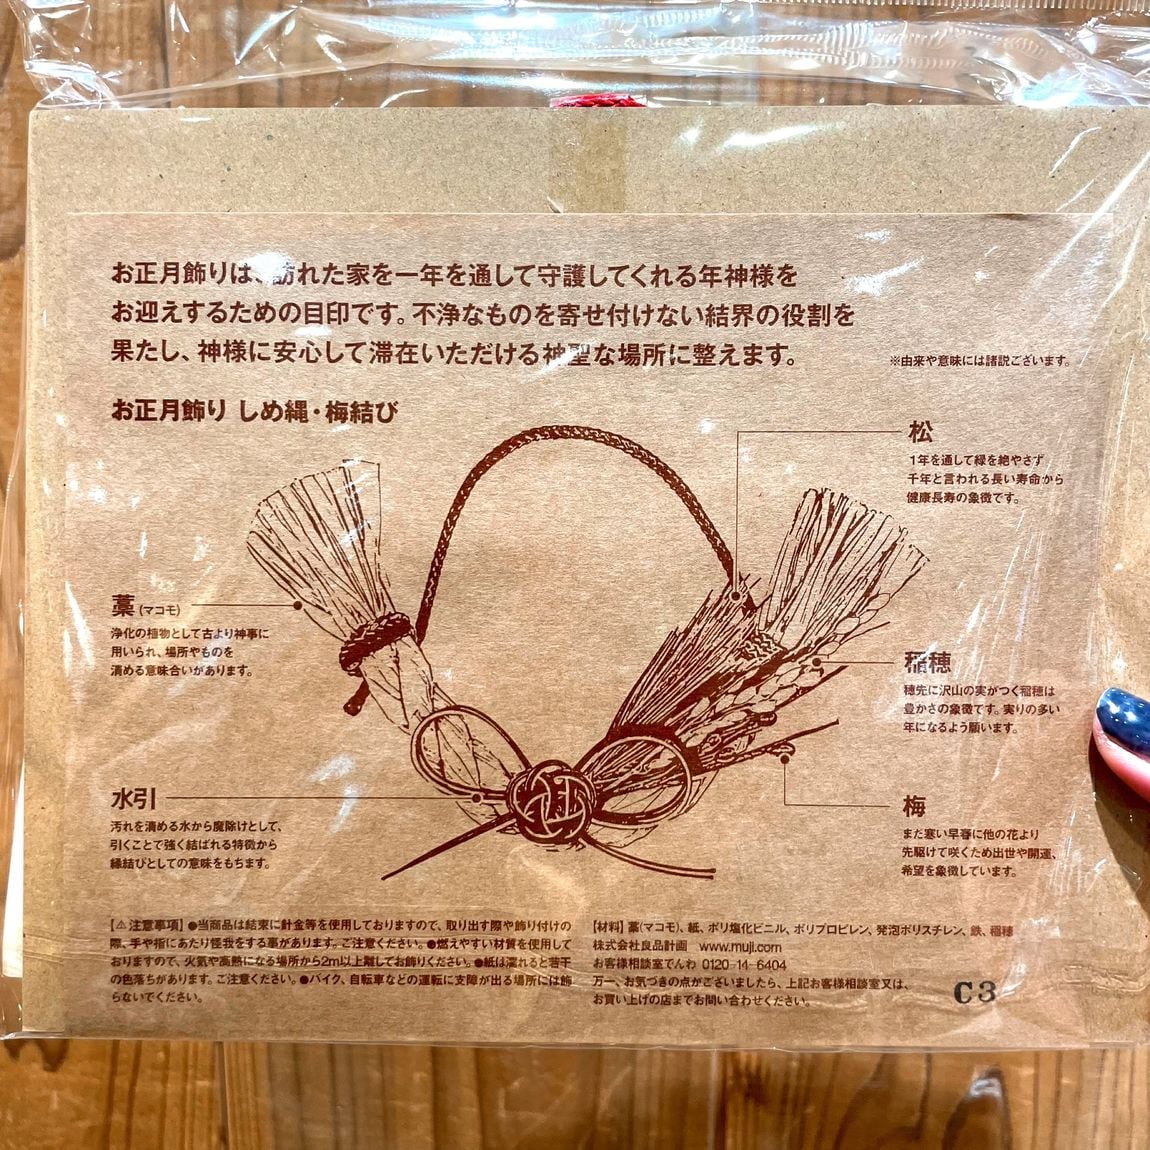 お正月飾りは、訪れた家を一年を通して守護してくれる年神様を
お迎えするための目印です。不浄なものを寄せ付けない結界の役割を
果たし、神様に安心して滞在いただける神聖な場所に整えます。
※由来や意味には諸説ございます。
お正月飾り しめ縄・梅結び
松
1年を通して緑を絶やさず
千年と言われる長い寿命から
健康長寿の象徴です。
藁(マコモ)
浄化の植物として古より神事に
用いられ、場所やものを
清める意味合いがあります。
稲穂
穂先に沢山の実がつく稲穂は
豊かさの象徴です。実りの多い
年になるよう願います。
水引
汚れを清める水から魔除けとして、
引くことで強く結ばれる特徴から
縁結びとしての意味をもちます。
梅
まだ寒い早春に他の花より
先駆けて咲くため出世や開運、
希望を象徴しています。
【⚠注意事項】●当商品は結束に針金等を使用しておりますので、取り出す際や飾り付けの
際、手や指にあたり怪我をする事があります。ご注意ください。●燃えやすい材質を使用して
おりますので、火気や高熱になる場所から2m以上離してお飾りください。●紙は濡れると若干
の色落ちがあります。ご注意ください。●バイク、自転車などの運転に支障が出る場所には飾
らないでください。
【材料】藁(マコモ)、紙、ポリ塩化ビニル、ポリプロピレン、発泡ポリスチレン、鉄、稲穂
株式会社良品計画 www.muji.com
お客様相談室でんわ 0120-14-6404
万一、お気づきの点がございましたら、上記お客様相談室又は、
お買い上げの店までお問い合わせください。
C3